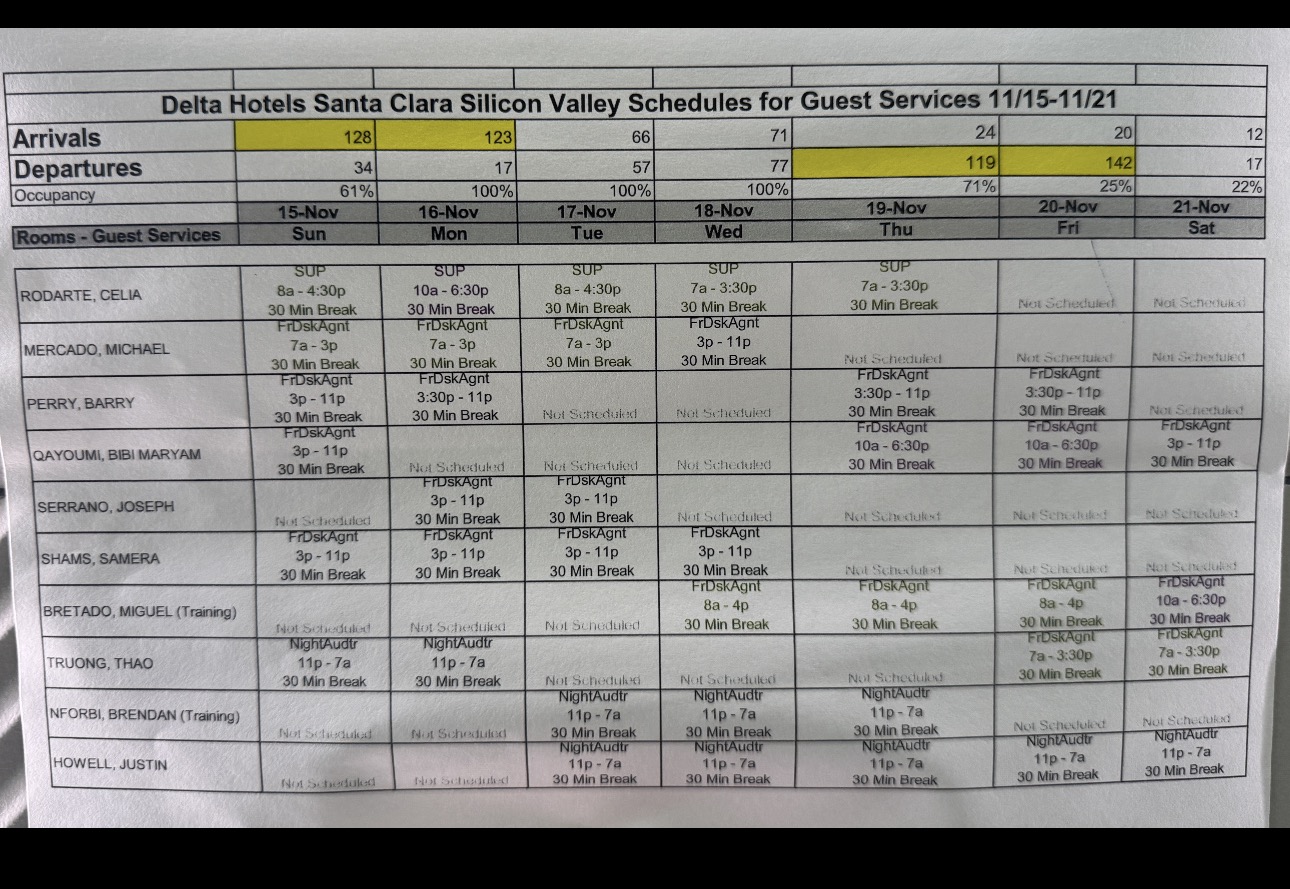 Delta Hotels Santa Clara Silicon Valley Schedules for Guest Services 11/15-11/21
Arrivals 128 123 66 71 24 20 12
Departures 34 17 57 77 119 142 17
Occupancy 61% 100% 100% 100% 71% 25% 22%
15-Nov 16-Nov 17-Nov 18-Nov 19-Nov 20-Nov 21-Nov
Rooms - Guest Services Sun Mon Tue Wed Thu Fri Sat
SUP SUP SUP SUP SUP
RODARTE, CELIA 8a - 4:30p 10a - 6:30p 8a - 4:30p 7a - 3:30p 7a - 3:30p
30 Min Break 30 Min Break 30 Min Break 30 Min Break 30 Min Break Not Scheduled Not Scheduled
FrDskAgnt FrDskAgnt FrDskAgnt FrDskAgnt
MERCADO, MICHAEL 7a - 3p 7a - 3p 7a - 3p 3p - 11p
30 Min Break 30 Min Break 30 Min Break 30 Min Break Not Scheduled Not Scheduled Not Scheduled
FrDskAgnt FrDskAgnt FrDskAgnt FrDskAgnt
PERRY, BARRY 3p - 11p 3:30p - 11p 3:30p - 11p 3:30p - 11p
30 Min Break 30 Min Break Not Scheduled Not Scheduled 30 Min Break 30 Min Break Not Scheduled
FrDskAgnt FrDskAgnt FrDskAgnt FrDskAgnt
QAYOUMI, BIBI MARYAM 3p - 11p 10a - 6:30p 10a - 6:30p 3p - 11p
30 Min Break Not Scheduled Not Scheduled Not Scheduled 30 Min Break 30 Min Break 30 Min Break
FrDskAgnt FrDskAgnt
SERRANO, JOSEPH 3p - 11p 3p - 11p
Not Scheduled 30 Min Break 30 Min Break Not Scheduled Not Scheduled Not Scheduled Not Scheduled
FrDskAgnt FrDskAgnt FrDskAgnt FrDskAgnt
SHAMS, SAMERA 3p - 11p 3p - 11p 3p - 11p 3p - 11p
30 Min Break 30 Min Break 30 Min Break 30 Min Break Not Scheduled Not Scheduled Not Scheduled
FrDskAgnt FrDskAgnt FrDskAgnt FrDskAgnt
BRETADO, MIGUEL (Training) 8a - 4p 8a - 4p 8a - 4p 10a - 6:30p
Not Scheduled Not Scheduled Not Scheduled 30 Min Break 30 Min Break 30 Min Break 30 Min Break
NightAudtr NightAudtr FrDskAgnt FrDskAgnt
TRUONG, THAO 11p - 7a 11p - 7a 7a - 3:30p 7a - 3:30p
30 Min Break 30 Min Break Not Scheduled Not Scheduled Not Scheduled 30 Min Break 30 Min Break
NightAudtr NightAudtr NightAudtr
NFORBI, BRENDAN (Training) 11p - 7a 11p - 7a 11p - 7a
Not Scheduled Not Scheduled 30 Min Break 30 Min Break 30 Min Break Not Scheduled Not Scheduled
NightAudtr NightAudtr NightAudtr NightAudtr NightAudtr
HOWELL, JUSTIN 11p - 7a 11p - 7a 11p - 7a 11p - 7a 11p - 7a
Not Scheduled Not Scheduled 30 Min Break 30 Min Break 30 Min Break 30 Min Break 30 Min Break